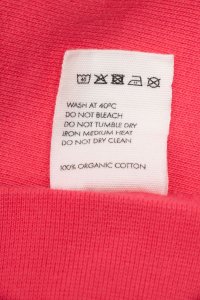 WASH AT 40°C
DO NOT BLEACH
DO NOT TUMBLE DRY
IRON MEDIUM HEAT
DO NOT DRY CLEAN
100% ORGANIC COTTON